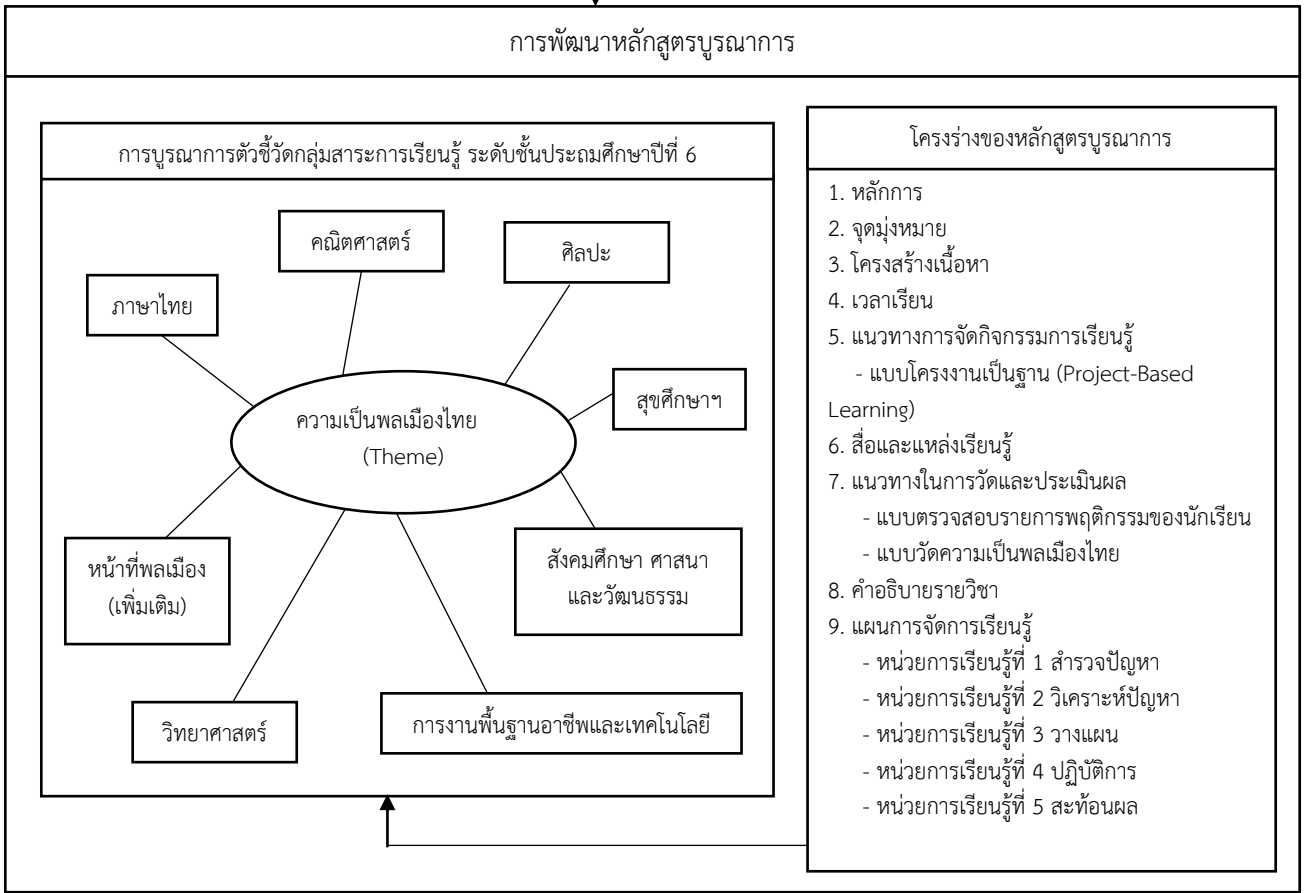 การพัฒนาหลักสูตรบูรณาการ
การบูรณาการตัวชี้วัดกลุ่มสาระการเรียนรู้ ระดับชั้นประถมศึกษาปีที่ 6
คณิตศาสตร์
ศิลปะ
ภาษาไทย
สุขศึกษาฯ
ความเป็นพลเมืองไทย
(Theme)
หน้าที่พลเมือง
(เพิ่มเติม)
สังคมศึกษา ศาสนา
และวัฒนธรรม
วิทยาศาสตร์
การงานพื้นฐานอาชีพและเทคโนโลยี
โครงร่างของหลักสูตรบูรณาการ
1. หลักการ
2. จุดมุ่งหมาย
3. โครงสร้างเนื้อหา
4. เวลาเรียน
5. แนวทางการจัดกิจกรรมการเรียนรู้
- แบบโครงงานเป็นฐาน (Project-Based
Learning)
6. สื่อและแหล่งเรียนรู้
7. แนวทางในการวัดและประเมินผล
- แบบตรวจสอบรายการพฤติกรรมของนักเรียน
- แบบวัดความเป็นพลเมืองไทย
8. คำอธิบายรายวิชา
9. แผนการจัดการเรียนรู้
- หน่วยการเรียนรู้ที่ 1 สำรวจปัญหา
- หน่วยการเรียนรู้ที่ 2 วิเคราะห์ปัญหา
- หน่วยการเรียนรู้ที่ 3 วางแผน
- หน่วยการเรียนรู้ที่ 4 ปฏิบัติการ
- หน่วยการเรียนรู้ที่ 5 สะท้อนผล